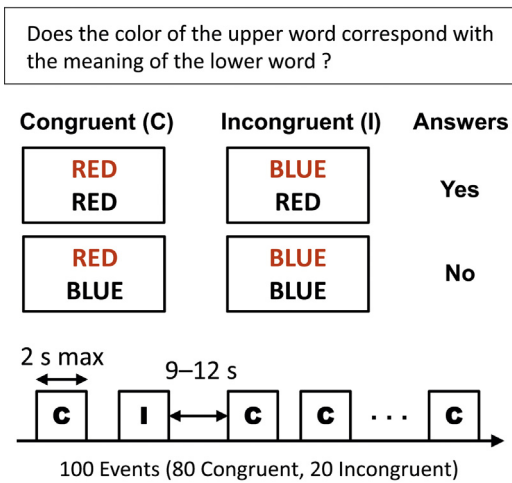 Does the color of the upper word correspond with
the meaning of the lower word ?
Congruent (C) Incongruent (I) Answers
RED BLUE
RED RED
Yes
RED BLUE
BLUE BLUE
No
2 s max
9–12 s
C I C C . . . C
100 Events (80 Congruent, 20 Incongruent)